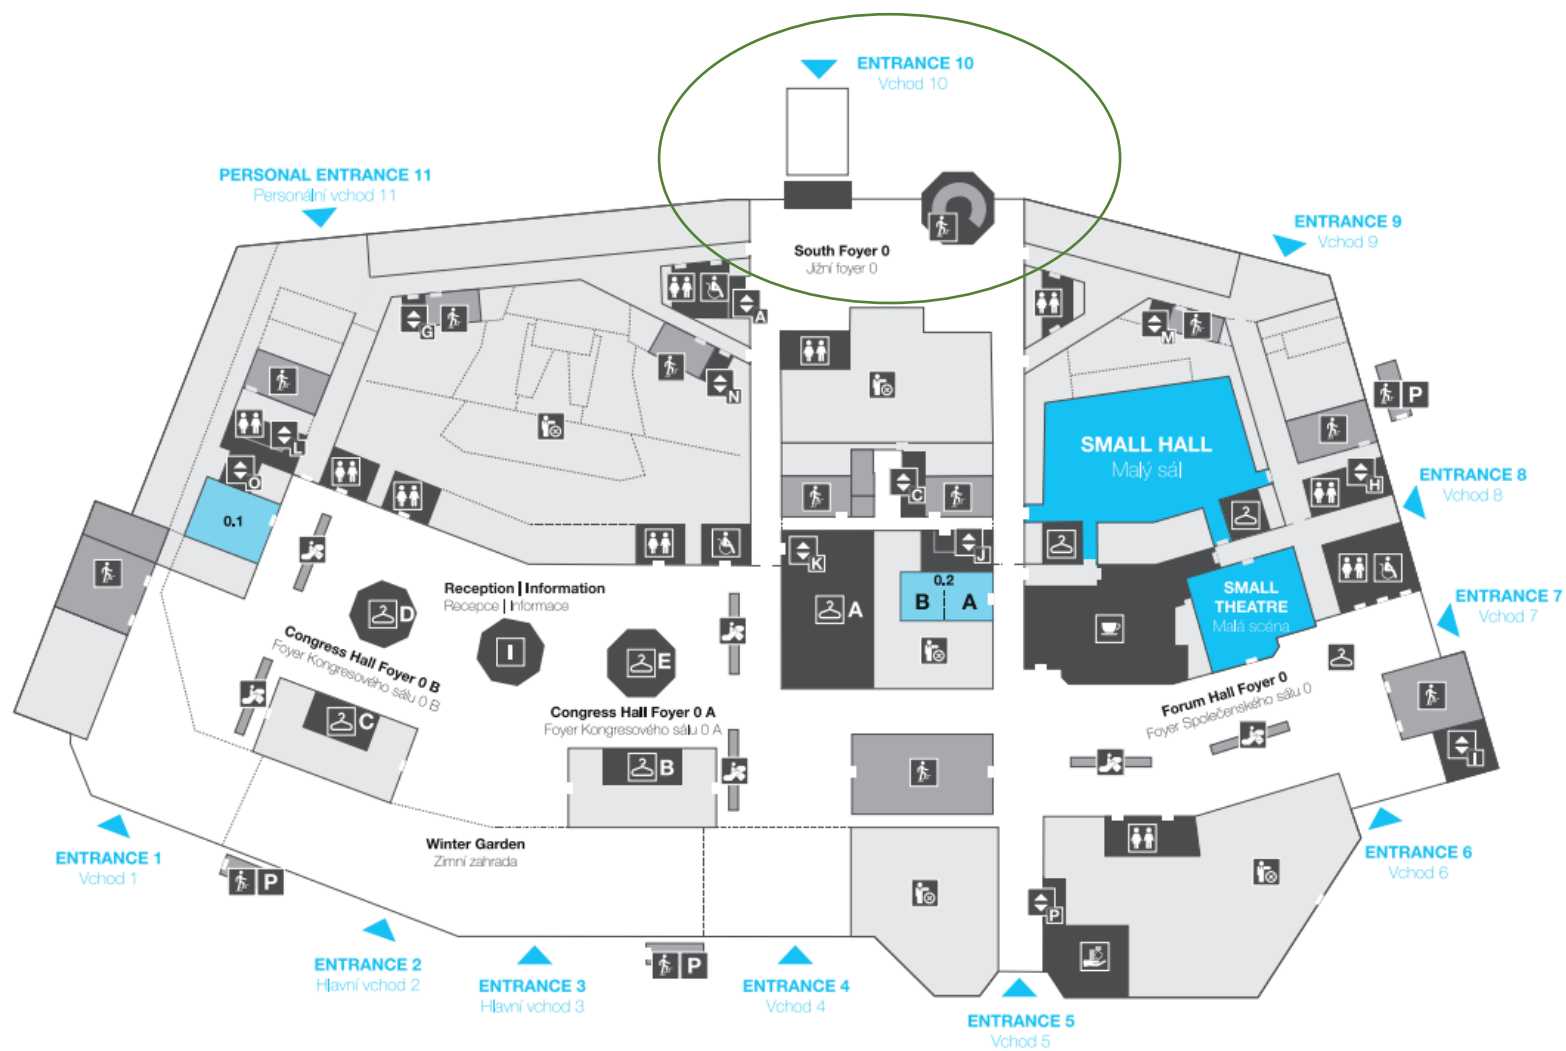 ENTRANCE 10
Vchod 10
PERSONAL ENTRANCE 11
Personální vchod 11
ENTRANCE 9
Vchod 9
South Foyer 0
Jižní foyer 0
A
G
M
N
P
SMALL HALL
Malý sál
L
O
C
H
ENTRANCE 8
Vchod 8
0.1
K
J
0.2
B A
A
Reception | Information
Recepce | Informace
SMALL
THEATRE
Malá scéna
ENTRANCE 7
Vchod 7
D
I
E
Congress Hall Foyer 0 B
Foyer Kongresového sálu 0 B
Forum Hall Foyer 0
Foyer Společenského sálu 0
C
Congress Hall Foyer 0 A
Foyer Kongresového sálu 0 A
B
I
Winter Garden
Zimní zahrada
ENTRANCE 1
Vchod 1
P
ENTRANCE 6
Vchod 6
P
ENTRANCE 2
Hlavní vchod 2
P
ENTRANCE 3
Hlavní vchod 3
ENTRANCE 4
Vchod 4
ENTRANCE 5
Vchod 5